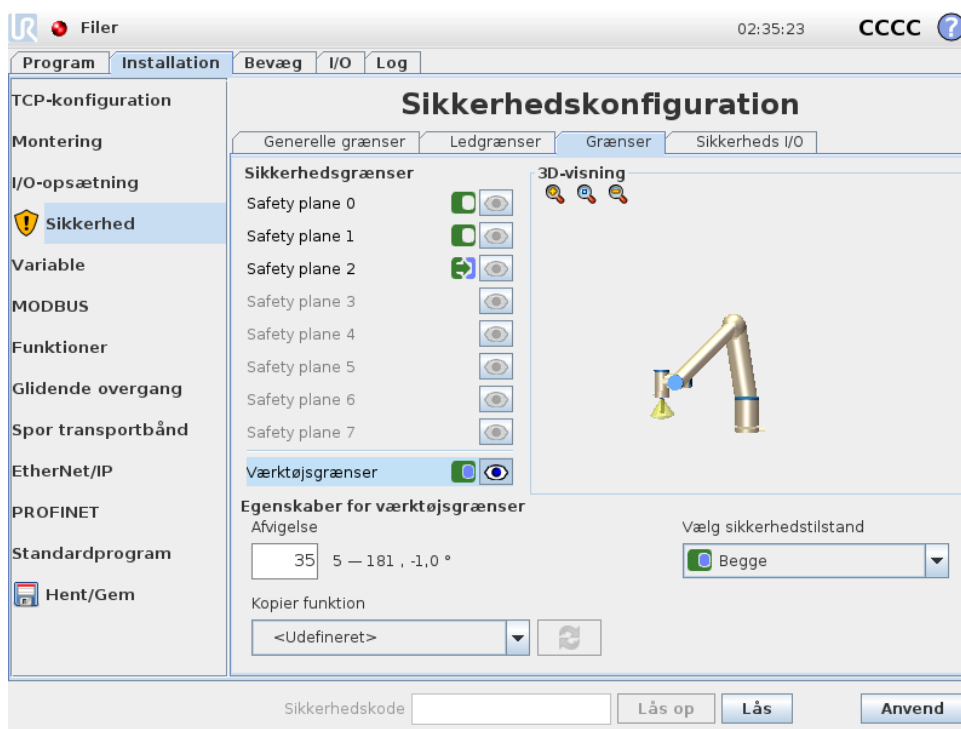 UR Filer 02:35:23 CCCC ?
Program Installation Bevæg I/O Log
TCP-konfiguration
Montering
I/O-opsætning
Sikkerhed
Variable
MODBUS
Funktioner
Glidende overgang
Spor transportbånd
EtherNet/IP
PROFINET
Standardprogram
Hent/Gem
Sikkerhedskonfiguration
Generelle grænser Ledgrænser Grænser Sikkerheds I/O
Sikkerhedsgrænser
Safety plane 0
Safety plane 1
Safety plane 2
Safety plane 3
Safety plane 4
Safety plane 5
Safety plane 6
Safety plane 7
Værktøjsgrænser
3D-visning
Egenskaber for værktøjsgrænser
Afvigelse
35 5 — 181 , -1,0 °
Vælg sikkerhedstilstand
Begge
Kopier funktion
<Udefineret>
Sikkerhedskode Lås op Lås Anvend